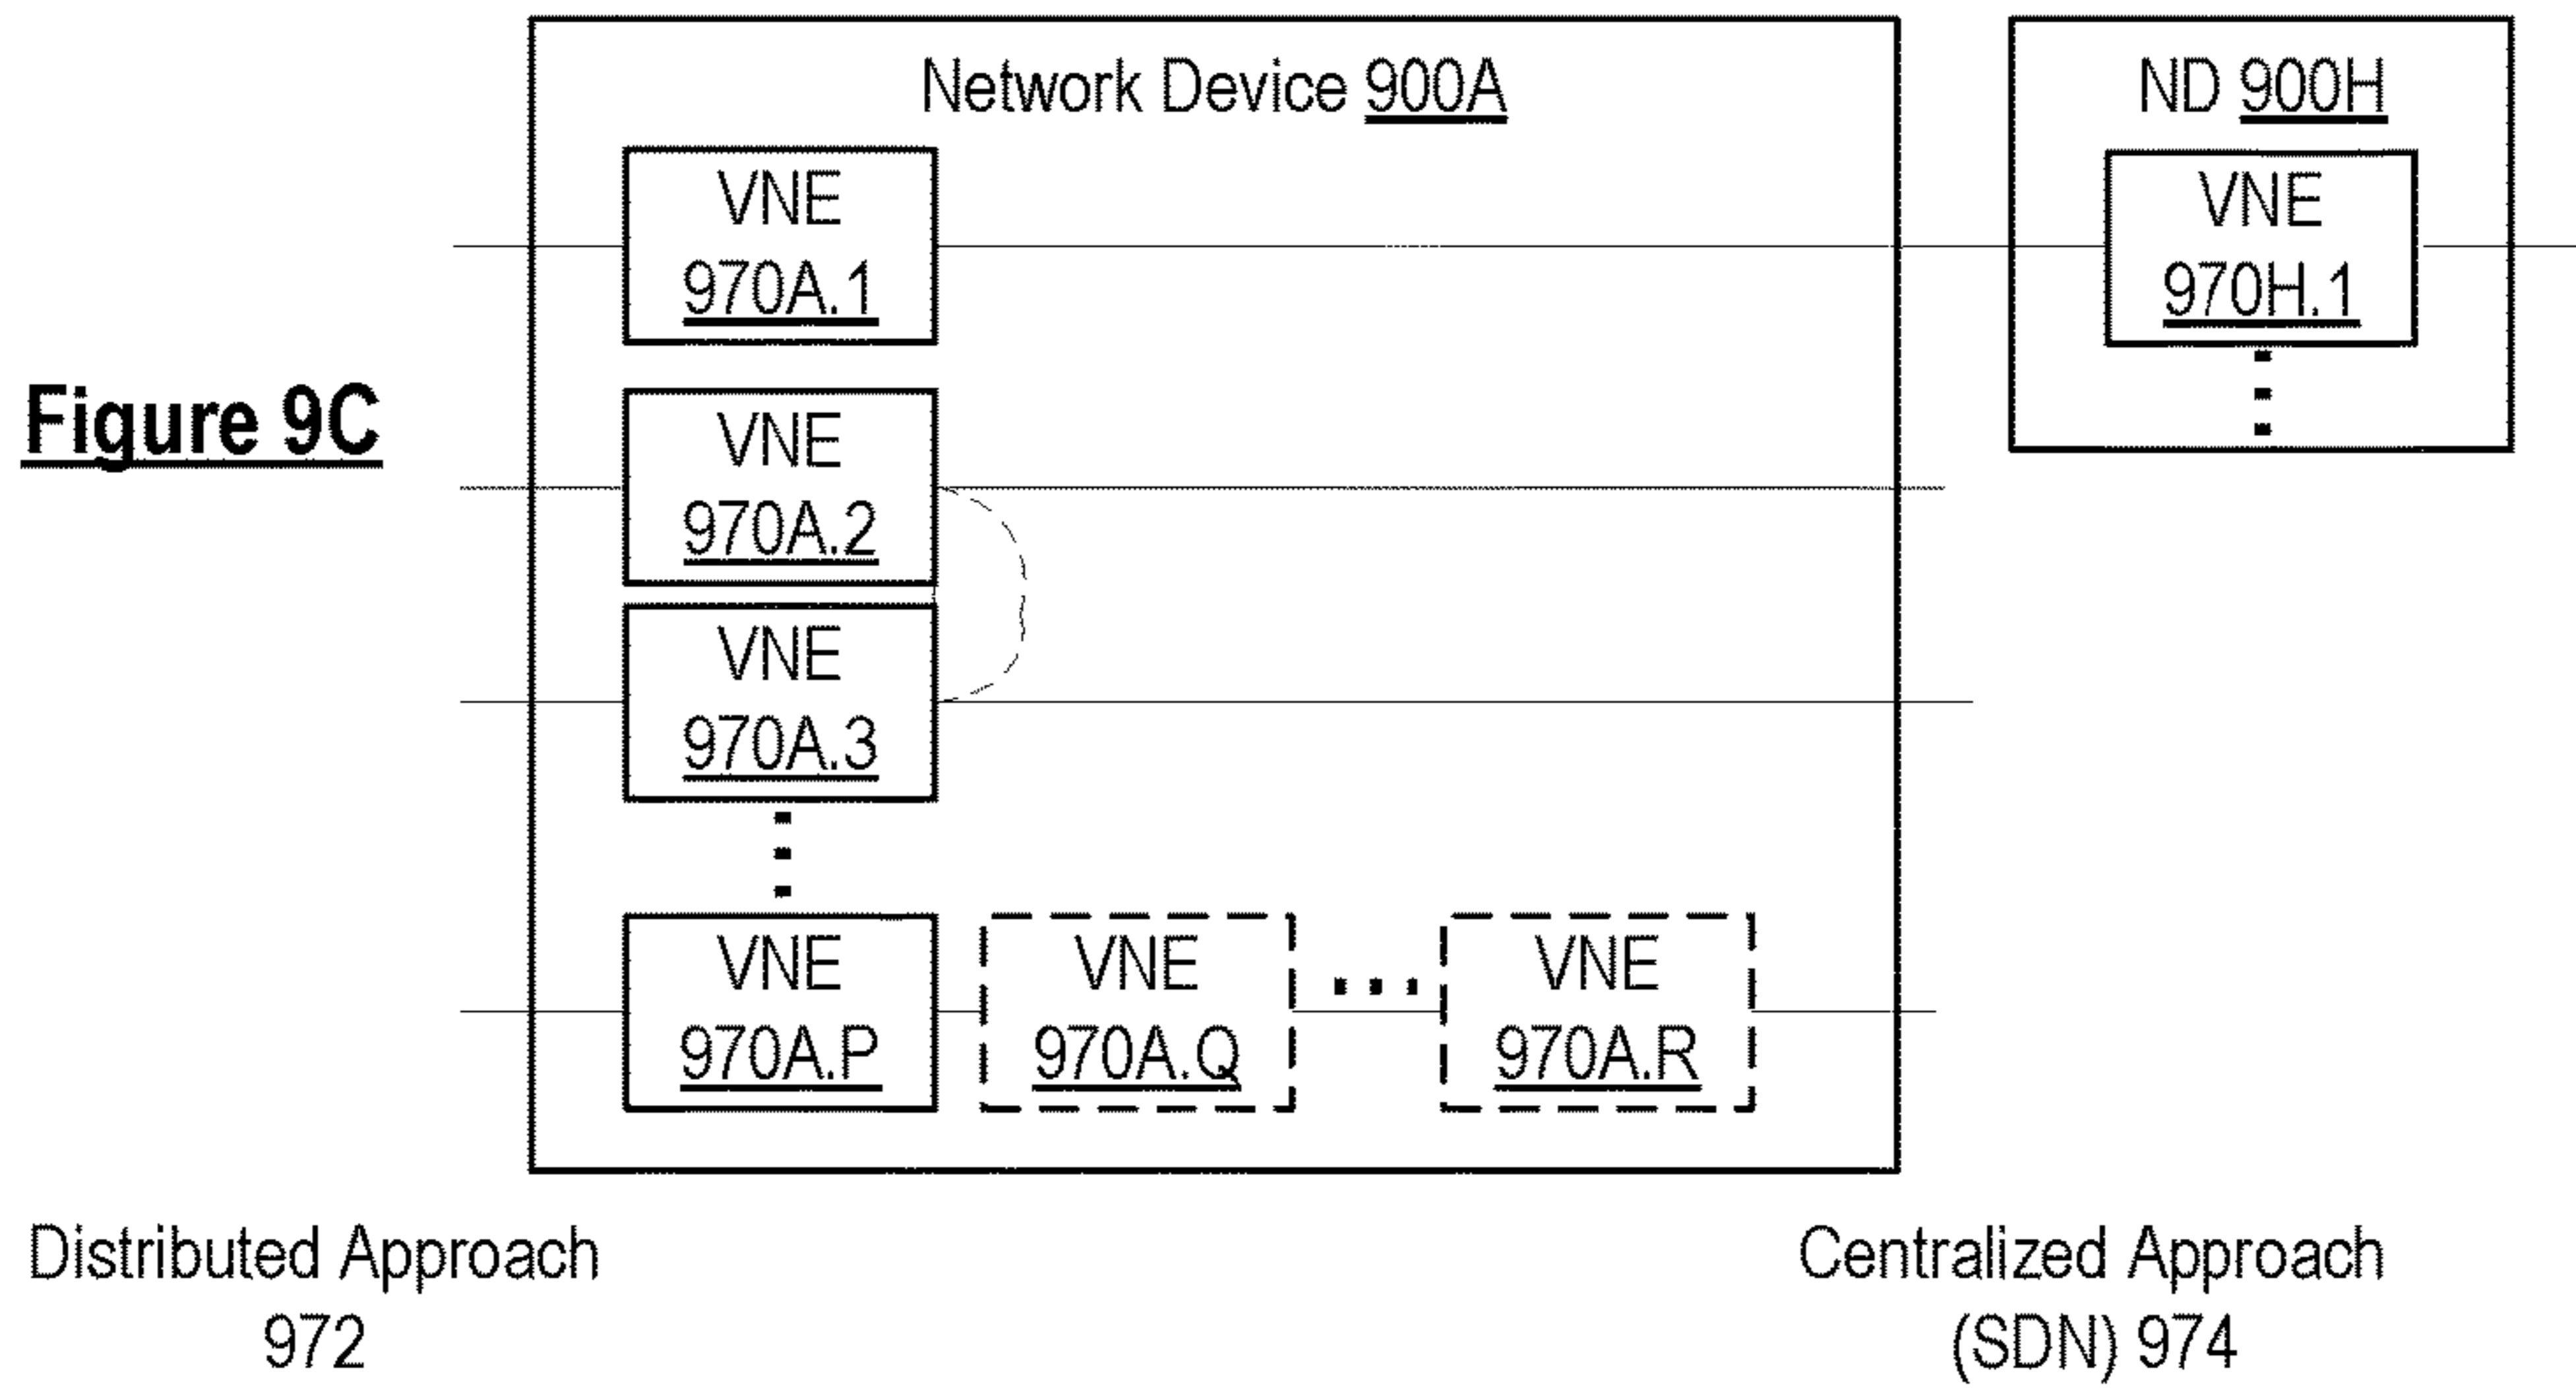 Network Device 900A
ND 900H
VNE
970A.1
VNE
970H.1
Figure 9C
VNE
970A.2
VNE
970A.3
VNE
970A.P
VNE
970A.Q
VNE
970A.R
Distributed Approach
972
Centralized Approach
(SDN) 974